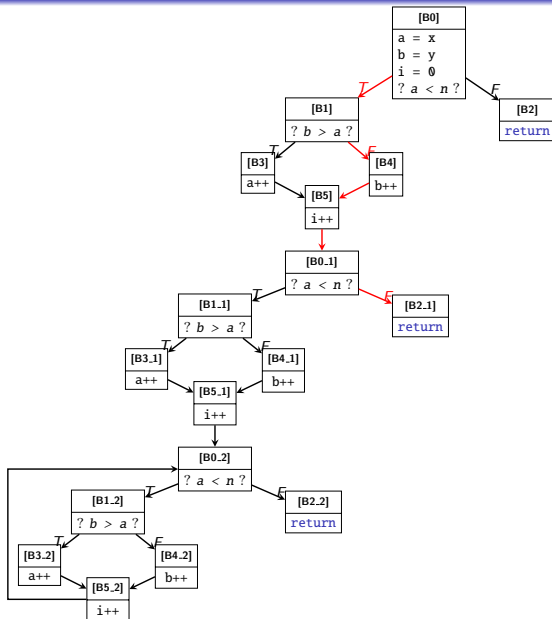 [B0]
a = x
b = y
i = 0
? a < n ?
T
F
[B2]
return
[B1]
? b > a ?
T
F
[B3]
a++
[B4]
b++
[B5]
i++
[B0_1]
? a < n ?
T
F
[B2_1]
return
[B1_1]
? b > a ?
T
F
[B3_1]
a++
[B4_1]
b++
[B5_1]
i++
[B0_2]
? a < n ?
T
F
[B2_2]
return
[B1_2]
? b > a ?
T
F
[B3_2]
a++
[B4_2]
b++
[B5_2]
i++